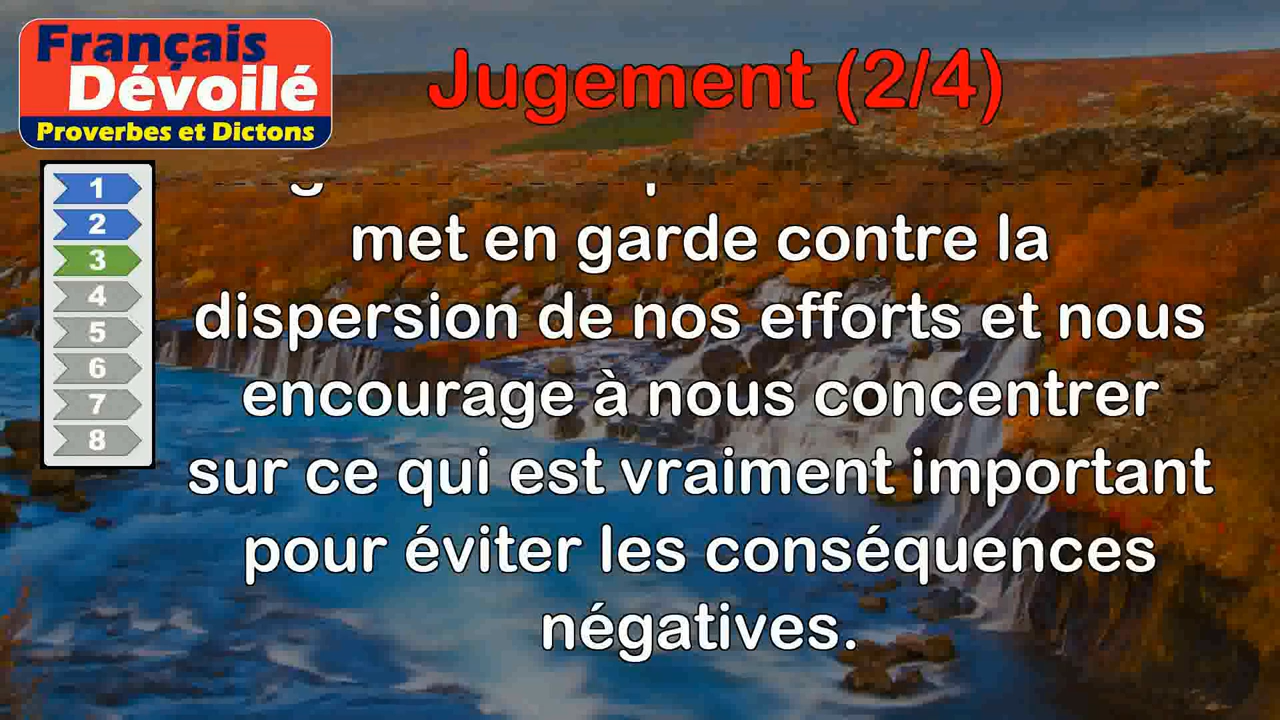 Français
Dévoilé
Proverbes et Dictons
Jugement (2/4)
1
2
3
4
5
6
7
8
met en garde contre la
dispersion de nos efforts et nous
encourage à nous concentrer
sur ce qui est vraiment important
pour éviter les conséquences
négatives.